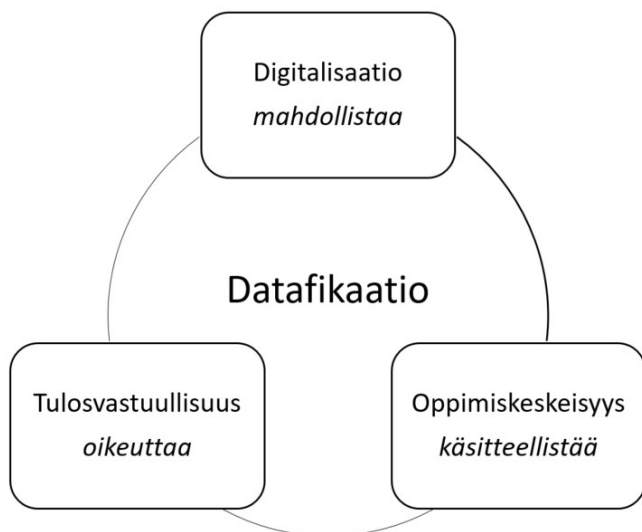 Digitalisaatio
mahdollistaa
Datafikaatio
Tulosvastuullisuus
oikeuttaa
Oppimiskeskeisyys
käsitteellistää